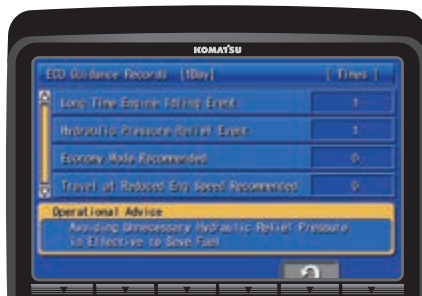 KOMATSU
ECO Guidance Records [1Day] [ Times ]
Long Time Engine Idling Event 1
Hydraulic Pressure Relief Event 1
Economy Mode Recommended 0
Travel at Reduced Eng Speed Recommended 0
Operational Advice
Avoiding Unnecessary Hydraulic Relief Pressure
is Effective to Save Fuel